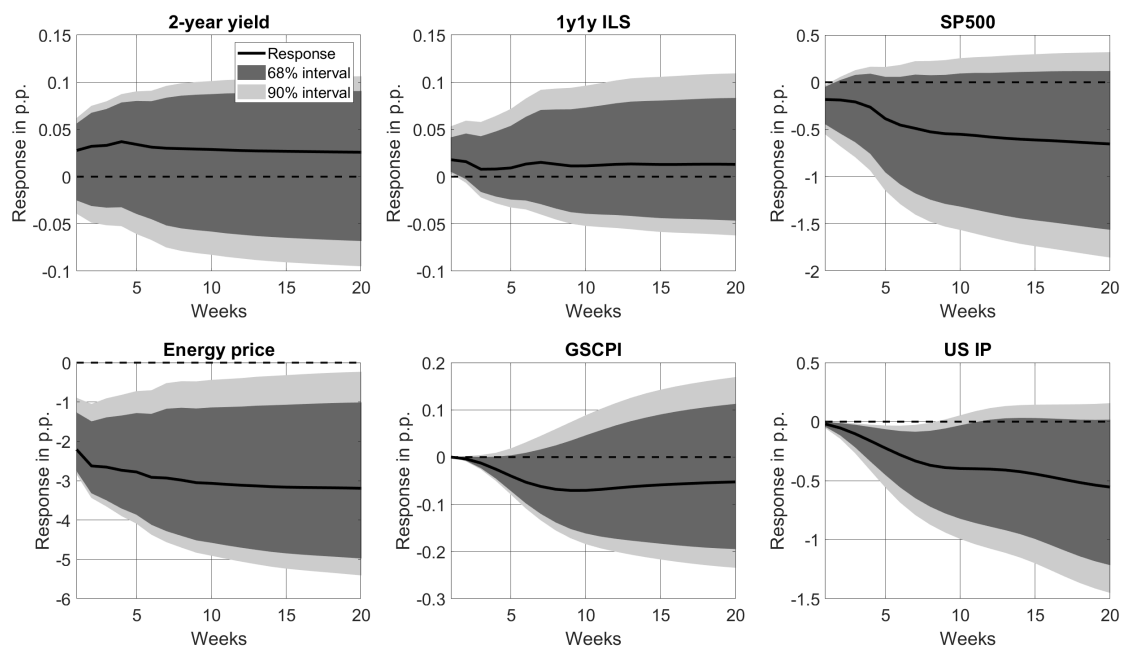 2-year yield
0.15
0.1
0.05
0
-0.05
-0.1
Response in p.p.
5
10
15
20
Weeks
Response
68% interval
90% interval
1y1y ILS
0.15
0.1
0.05
0
-0.05
-0.1
Response in p.p.
5
10
15
20
Weeks
SP500
0.5
0
-0.5
-1
-1.5
-2
Response in p.p.
5
10
15
20
Weeks
Energy price
0
-1
-2
-3
-4
-5
-6
Response in p.p.
5
10
15
20
Weeks
GSCPI
0.2
0.1
0
-0.1
-0.2
-0.3
Response in p.p.
5
10
15
20
Weeks
US IP
0.5
0
-0.5
-1
-1.5
Response in p.p.
5
10
15
20
Weeks